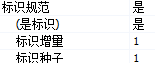 标识规范 是
(是标识) 是
标识增量 1
标识种子 1